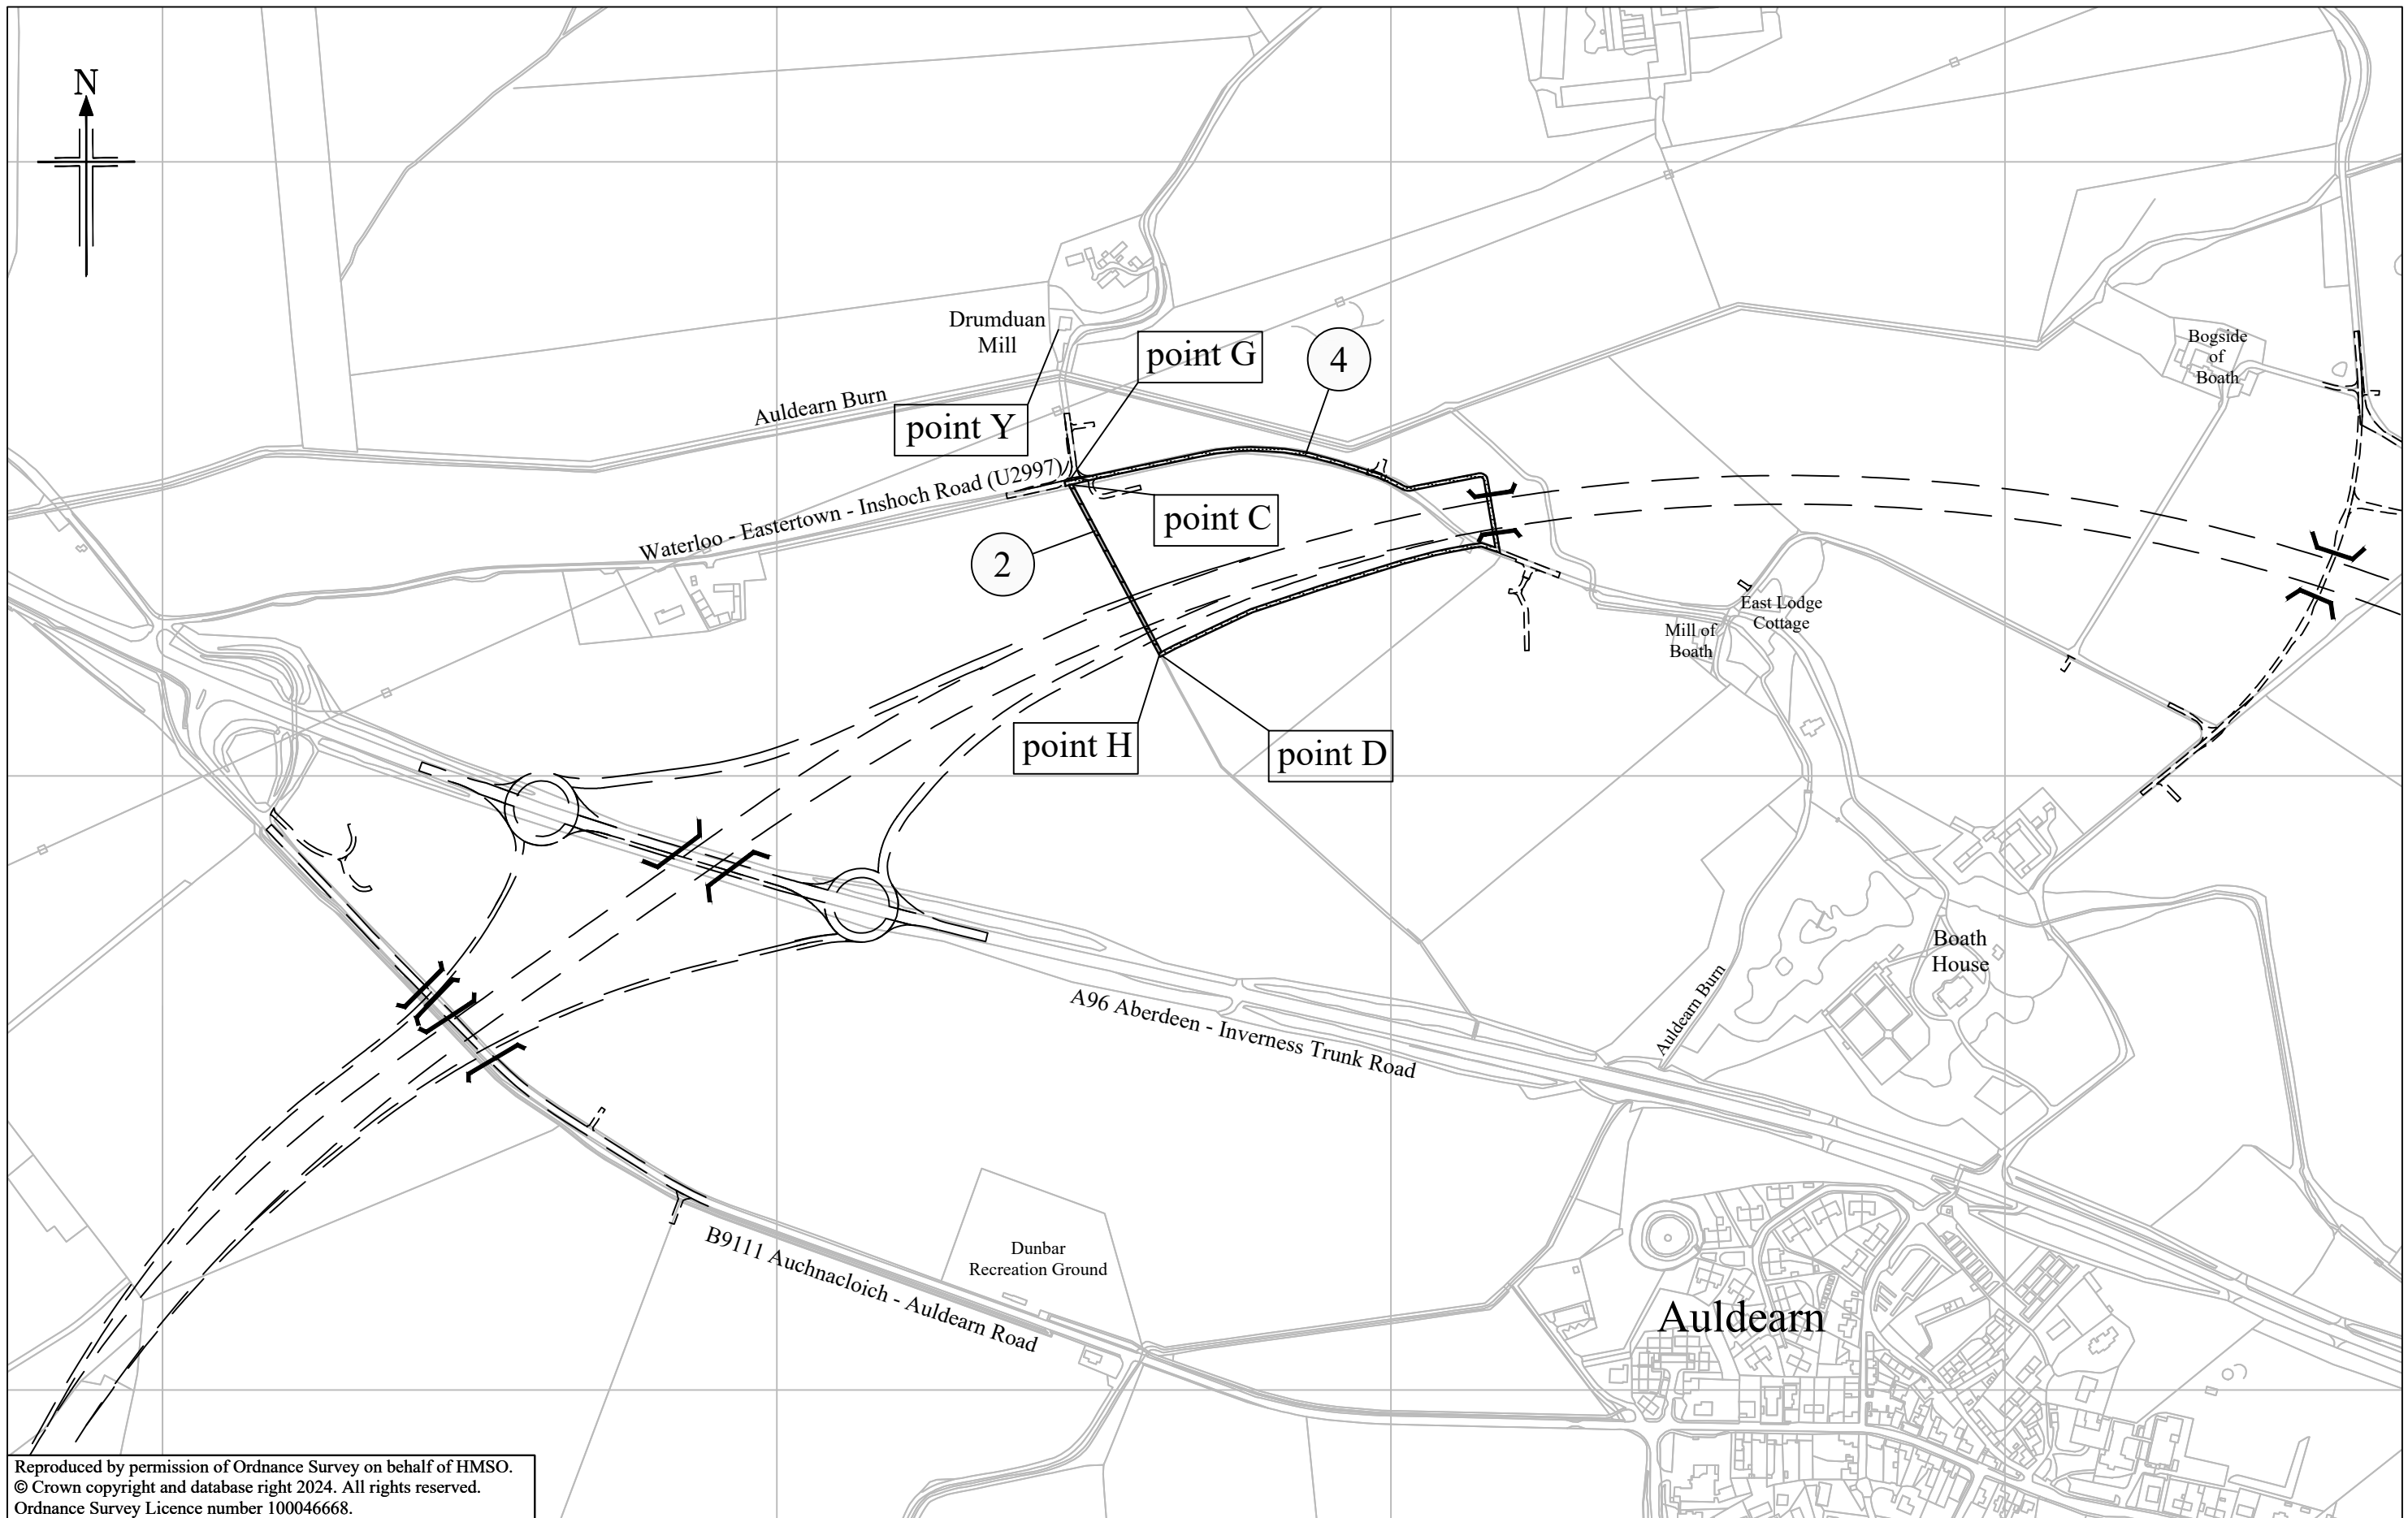 N
Drumduan
Mill
point G
4
Bogside
of
Boath
Auldearn Burn
point Y
Waterloo - Eastertown - Inshoch Road (U2997)
point C
2
East Lodge
Cottage
Mill of
Boath
point H
point D
Boath
House
Auldearn Burn
A96 Aberdeen - Inverness Trunk Road
B9111 Auchnacloich - Auldearn Road
Dunbar
Recreation Ground
Auldearn
Reproduced by permission of Ordnance Survey on behalf of HMSO.
© Crown copyright and database right 2024. All rights reserved.
Ordnance Survey Licence number 100046668.